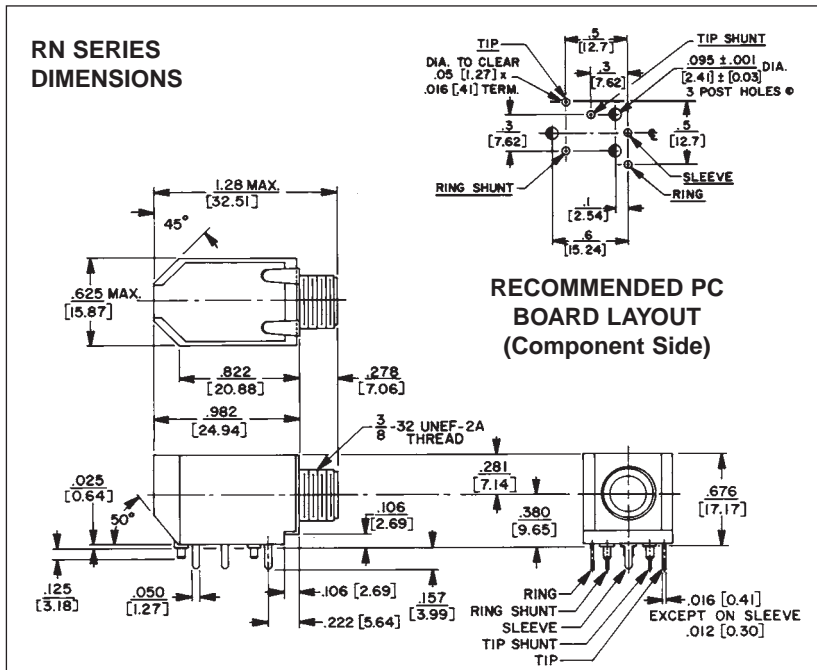 RN SERIES
DIMENSIONS
TIP
.5
[12.7]
TIP SHUNT
DIA. TO CLEAR
.05 [1.27] x
.016 [.41] TERM.
.3
[7.62]
.095 ±.001 DIA.
[2.41] ± [0.03]
3 POST HOLES
.3
[7.62]
.5
[12.7]
SLEEVE
RING SHUNT
RING
.1
[2.54]
.6
[15.24]
RECOMMENDED PC
BOARD LAYOUT
(Component Side)
1.28 MAX.
[32.51]
45°
.625 MAX.
[15.87]
.822
[20.88]
.278
[7.06]
.982
[24.94]
3/8-32 UNEF-2A
THREAD
.281
[7.14]
.025
[0.64]
.380
[9.65]
.676
[17.17]
50°
.106
[2.69]
.125
[3.18]
.050
[1.27]
.106 [2.69]
.157
[3.99]
.222 [5.64]
RING
RING SHUNT
SLEEVE
TIP SHUNT
TIP
.016 [0.41]
EXCEPT ON SLEEVE
.012 [0.30]